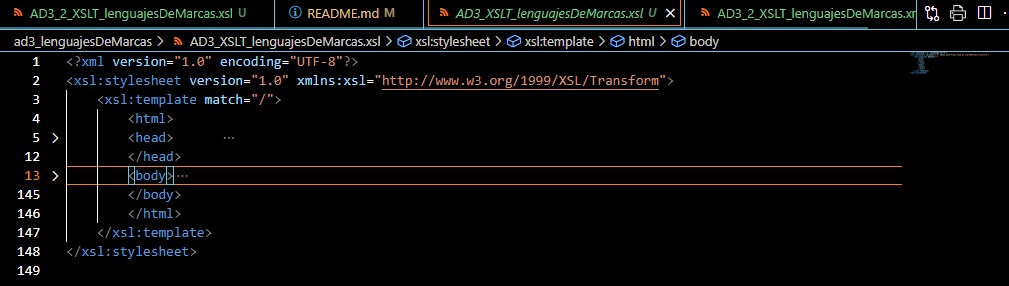 AD3_2_XSLT_lenguajesDeMarcas.xsl U README.md M AD3_XSLT_lenguajesDeMarcas.xsl U AD3_2_XSLT_lenguajesDeMarcas.xm
ad3_lenguajesDeMarcas > AD3_XSLT_lenguajesDeMarcas.xsl > xsl:stylesheet > xsl:template > html > body
1 <?xml version="1.0" encoding="UTF-8"?>
2 <xsl:stylesheet version="1.0" xmlns:xsl="http://www.w3.org/1999/XSL/Transform">
3 <xsl:template match="/">
4 <html>
5 <head> ...
12 </head>
13 <body>...
145 </body>
146 </html>
147 </xsl:template>
148 </xsl:stylesheet>
149